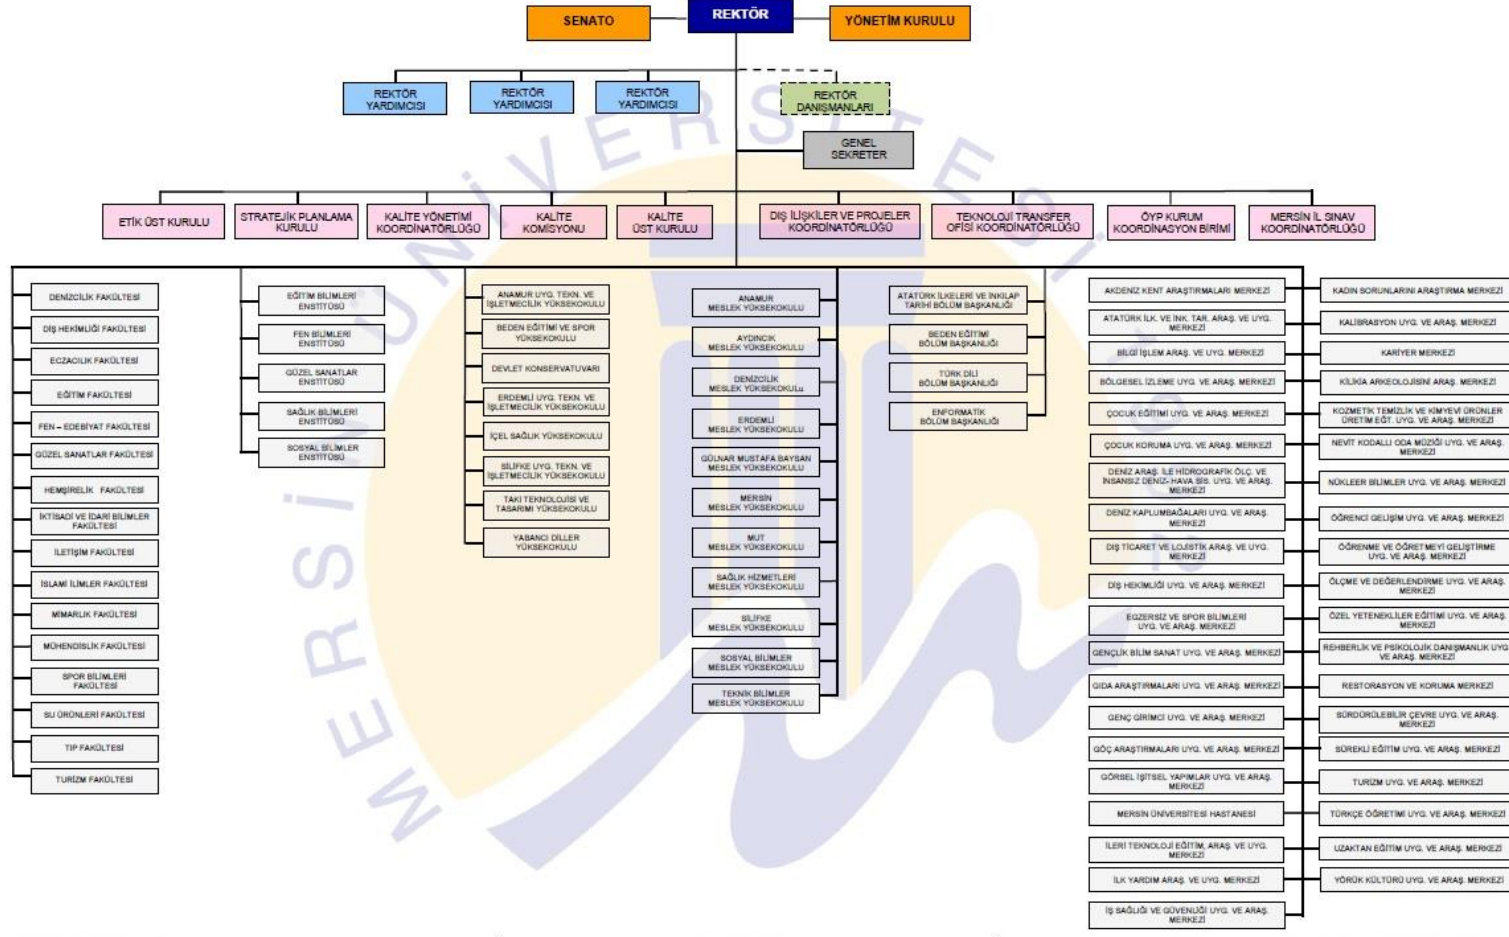 SENATO
REKTÖR
YÖNETİM KURULU
REKTÖR
YARDIMCISI
REKTÖR
YARDIMCISI
REKTÖR
YARDIMCISI
REKTÖR
DANIŞMANLARI
GENEL
SEKRETER
ETİK ÜST KURULU
STRATEJİK PLANLAMA
KURULU
KALİTE YÖNETİMİ
KOORDİNATÖRLÜĞÜ
KALİTE
KOMİSYONU
KALİTE
ÜST KURULU
DIŞ İLİŞKİLER VE PROJELER
KOORDİNATÖRLÜĞÜ
TEKNOLOJİ TRANSFER
OFİSİ KOORDİNATÖRLÜĞÜ
ÖYP KURUM
KOORDİNASYON BİRİMİ
MERSİN İL SINAV
KOORDİNATÖRLÜĞÜ
DENİZCİLİK FAKÜLTESİ
DİŞ HEKİMLİĞİ FAKÜLTESİ
ECZACILIK FAKÜLTESİ
EĞİTİM FAKÜLTESİ
FEN – EDEBİYAT FAKÜLTESİ
GÜZEL SANATLAR FAKÜLTESİ
HEMŞİRELİK FAKÜLTESİ
İKTİSADİ VE İDARİ BİLİMLER
FAKÜLTESİ
İLETİŞİM FAKÜLTESİ
İSLAMİ İLİMLER FAKÜLTESİ
MİMARLIK FAKÜLTESİ
MÜHENDİSLİK FAKÜLTESİ
SPOR BİLİMLERİ
FAKÜLTESİ
SU ÜRÜNLERİ FAKÜLTESİ
TIP FAKÜLTESİ
TURİZM FAKÜLTESİ
EĞİTİM BİLİMLERİ
ENSTİTÜSÜ
FEN BİLİMLERİ
ENSTİTÜSÜ
GÜZEL SANATLAR
ENSTİTÜSÜ
SAĞLIK BİLİMLERİ
ENSTİTÜSÜ
SOSYAL BİLİMLER
ENSTİTÜSÜ
ANAMUR UYG. TEKN. VE
İŞLETMECİLİK YÜKSEKOKULU
BEDEN EĞİTİMİ VE SPOR
YÜKSEKOKULU
DEVLET KONSERVATUVARI
ERDEMLİ UYG. TEKN. VE
İŞLETMECİLİK YÜKSEKOKULU
İÇEL SAĞLIK YÜKSEKOKULU
SİLİFKE UYG. TEKN. VE
İŞLETMECİLİK YÜKSEKOKULU
TAKI TEKNOLOJİSİ VE
TASARIMI YÜKSEKOKULU
YABANCI DİLLER
YÜKSEKOKULU
ANAMUR
MESLEK YÜKSEKOKULU
AYDINCIK
MESLEK YÜKSEKOKULU
DENİZCİLİK
MESLEK YÜKSEKOKULu
ERDEMLİ
MESLEK YÜKSEKOKULU
GÜLNAR MUSTAFA BAYSAN
MESLEK YÜKSEKOKULU
MERSİN
MESLEK YÜKSEKOKULU
MUT
MESLEK YÜKSEKOKULU
SAĞLIK HİZMETLERİ
MESLEK YÜKSEKOKULU
SİLİFKE
MESLEK YÜKSEKOKULU
SOSYAL BİLİMLER
MESLEK YÜKSEKOKULU
TEKNİK BİLİMLER
MESLEK YÜKSEKOKULU
ATATÜRK İLKELERİ VE İNKILAP
TARİHİ BÖLÜM BAŞKANLIĞI
BEDEN EĞİTİMİ
BÖLÜM BAŞKANLIĞI
TÜRK DİLİ
BÖLÜM BAŞKANLIĞI
ENFORMATİK
BÖLÜM BAŞKANLIĞI
AKDENİZ KENT ARAŞTIRMALARI MERKEZİ
ATATÜRK İLK. VE İNK. TAR. ARAŞ. VE UYG.
MERKEZİ
BİLGİ İŞLEM ARAŞ. VE UYG. MERKEZİ
BÖLGESEL İZLEME UYG. VE ARAŞ. MERKEZİ
ÇOCUK EĞİTİMİ UYG. VE ARAŞ. MERKEZİ
ÇOCUK KORUMA UYG. VE ARAŞ. MERKEZİ
DENİZ ARAŞ. İLE HİDROGRAFİK ÖLÇ. VE
İNSANSIZ DENİZ- HAVA SİS. UYG. VE ARAŞ.
MERKEZİ
DENİZ KAPLUMBAĞALARI UYG. VE ARAŞ.
MERKEZİ
DIŞ TİCARET VE LOJİSTİK ARAŞ. VE UYG.
MERKEZİ
DİŞ HEKİMLİĞİ UYG. VE ARAŞ. MERKEZİ
EGZERSİZ VE SPOR BİLİMLERİ
UYG. VE ARAŞ. MERKEZİ
GENÇLİK BİLİM SANAT UYG. VE ARAŞ. MERKEZİ
GIDA ARAŞTIRMALARI UYG. VE ARAŞ. MERKEZİ
GENÇ GİRİMCİ UYG. VE ARAŞ. MERKEZİ
GÖÇ ARAŞTIRMALARI UYG. VE ARAŞ. MERKEZİ
GÖRSEL İŞİTSEL YAPIMLAR UYG. VE ARAŞ.
MERKEZİ
MERSİN ÜNİVERSİTESİ HASTANESİ
İLERİ TEKNOLOJİ EĞİTİM, ARAŞ. VE UYG.
MERKEZİ
İLK YARDIM ARAŞ. VE UYG. MERKEZİ
İŞ SAĞLIĞI VE GÜVENLİĞİ UYG. VE ARAŞ.
MERKEZİ
KADIN SORUNLARINI ARAŞTIRMA MERKEZİ
KALİBRASYON UYG. VE ARAŞ. MERKEZİ
KARİYER MERKEZİ
KİLİKİA ARKEOLOJİSİNİ ARAŞ. MERKEZİ
KOZMETİK TEMİZLİK VE KİMYEVİ ÜRÜNLER
ÜRETİM EĞT. UYG. VE ARAŞ. MERKEZİ
NEVİT KODALLI ODA MÜZİĞİ UYG. VE ARAŞ.
MERKEZİ
NÜKLEER BİLİMLER UYG. VE ARAŞ. MERKEZİ
ÖĞRENCİ GELİŞİM UYG. VE ARAŞ. MERKEZİ
ÖĞRENME VE ÖĞRETMEYİ GELİŞTİRME
UYG. VE ARAŞ. MERKEZİ
ÖLÇME VE DEĞERLENDİRME UYG. VE ARAŞ.
MERKEZİ
ÖZEL YETENEKLİLER EĞİTİMİ UYG. VE ARAŞ.
MERKEZİ
REHBERLİK VE PSİKOLOJİK DANIŞMANLIK UYG.
VE ARAŞ. MERKEZİ
RESTORASYON VE KORUMA MERKEZİ
SÜRDÜRÜLEBİLİR ÇEVRE UYG. VE ARAŞ.
MERKEZİ
SÜREKLİ EĞİTİM UYG. VE ARAŞ. MERKEZİ
TURİZM UYG. VE ARAŞ. MERKEZİ
TÜRKÇE ÖĞRETİMİ UYG. VE ARAŞ. MERKEZİ
UZAKTAN EĞİTİM UYG. VE ARAŞ. MERKEZİ
YÖRÜK KÜLTÜRÜ UYG. VE ARAŞ. MERKEZİ
MERSİN ÜNİVERSİTESİ 1992